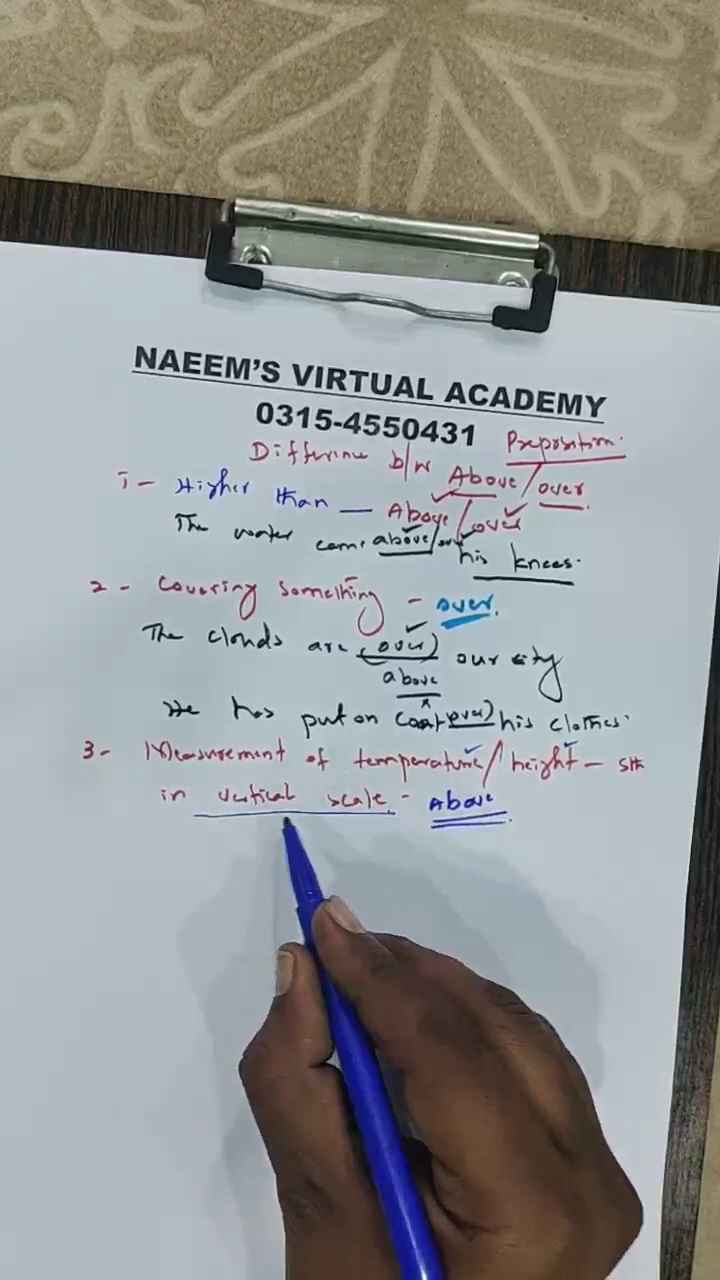 NAEEM'S VIRTUAL ACADEMY
0315-4550431
Preposition.
Difference b/w Above/over
1- Higher than — Above/over
The water came above/over his knees.
2- Covering something - over.
The clouds are (over) our city
above
x
He has put on coat (over) his clothes.
3- Measurement of temperature/height - sth
in vertical scale - Above